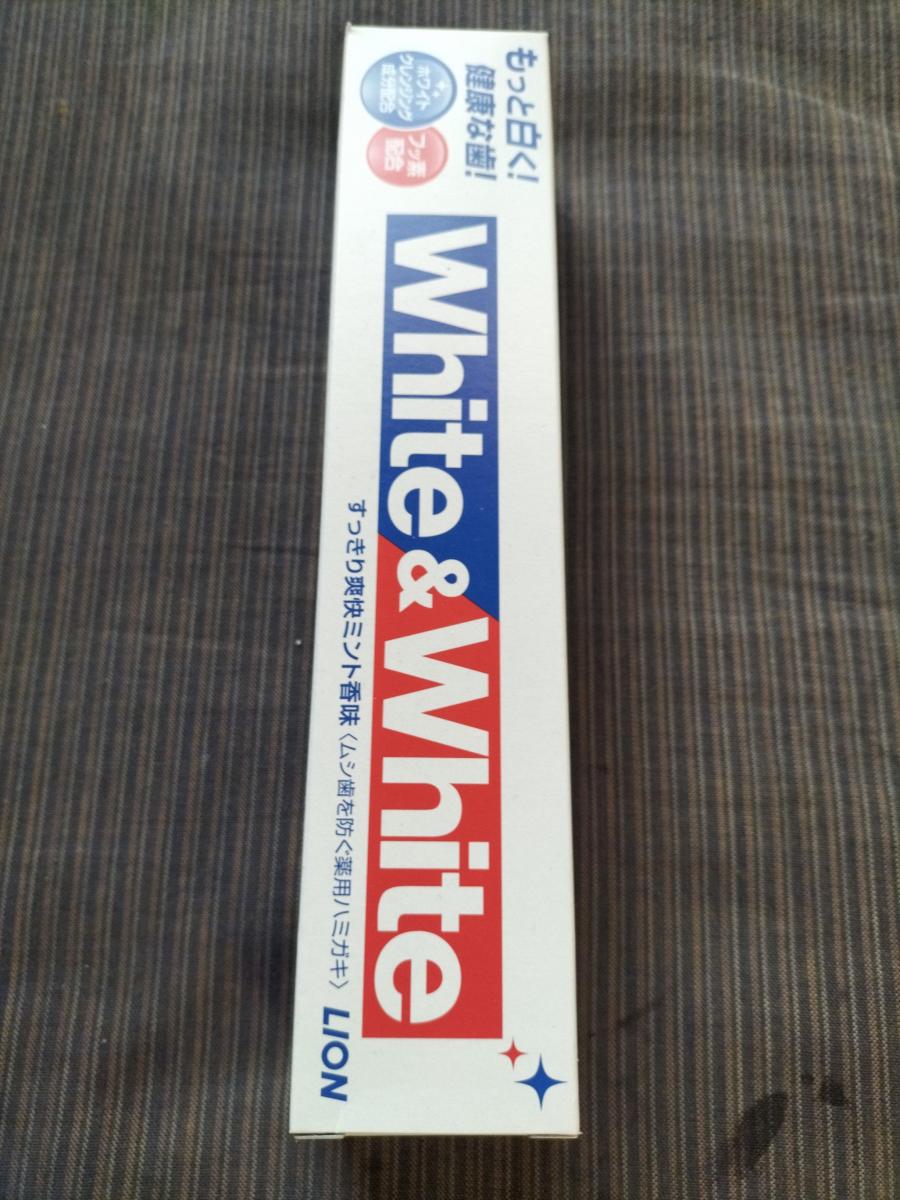 もっと白く!
健康な歯!
ホワイト
クレンジング
成分配合
フッ素
配合
White & White
すっきり爽快ミント香味〈ムシ歯を防ぐ薬用ハミガキ〉 LION